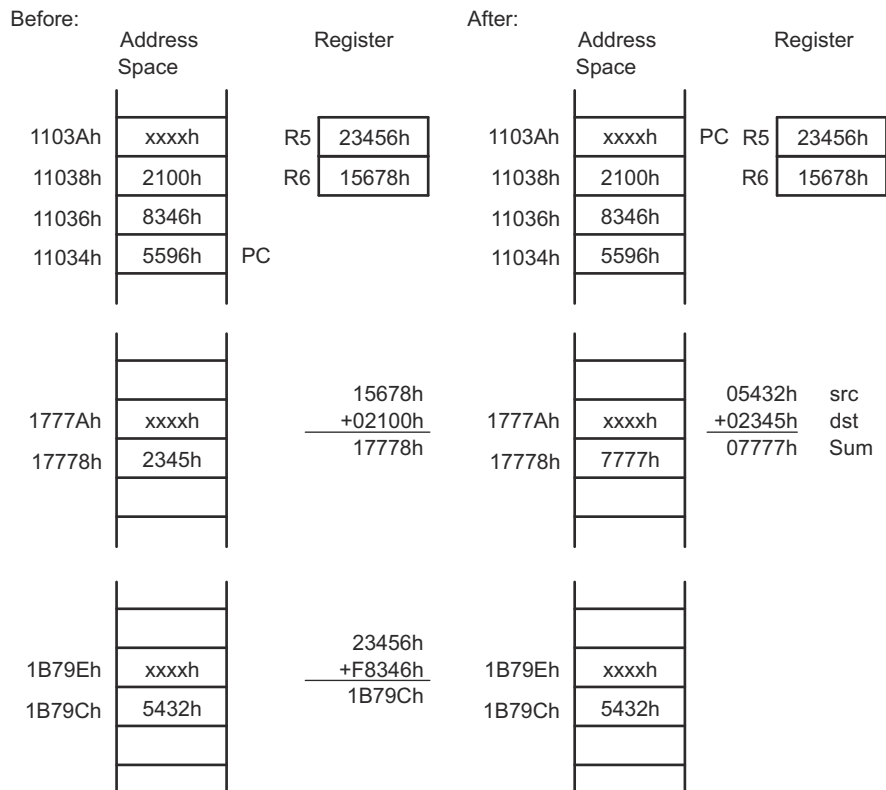 Before:
Address Space
Register
1103Ah xxxxh R5 23456h
11038h 2100h R6 15678h
11036h 8346h
11034h 5596h PC
15678h
1777Ah xxxxh +02100h
17778h 2345h 17778h
23456h
1B79Eh xxxxh +F8346h
1B79Ch 5432h 1B79Ch
After:
Address Space
Register
1103Ah xxxxh PC R5 23456h
11038h 2100h R6 15678h
11036h 8346h
11034h 5596h
05432h src
1777Ah xxxxh +02345h dst
17778h 7777h 07777h Sum
1B79Eh xxxxh
1B79Ch 5432h